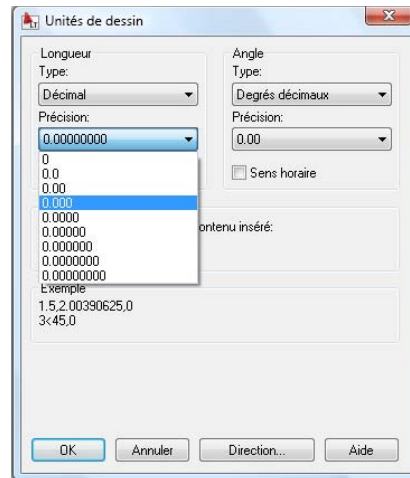 Unités de dessin
Longueur
Type:
Décimal
Précision:
0.00000000
0
0.0
0.00
0.000
0.0000
0.00000
0.000000
0.0000000
0.00000000
Angle
Type:
Degrés décimaux
Précision:
0.00
Sens horaire
ontenu inséré:
Exemple
1.5,2.00390625,0
3<45,0
OK Annuler Direction... Aide